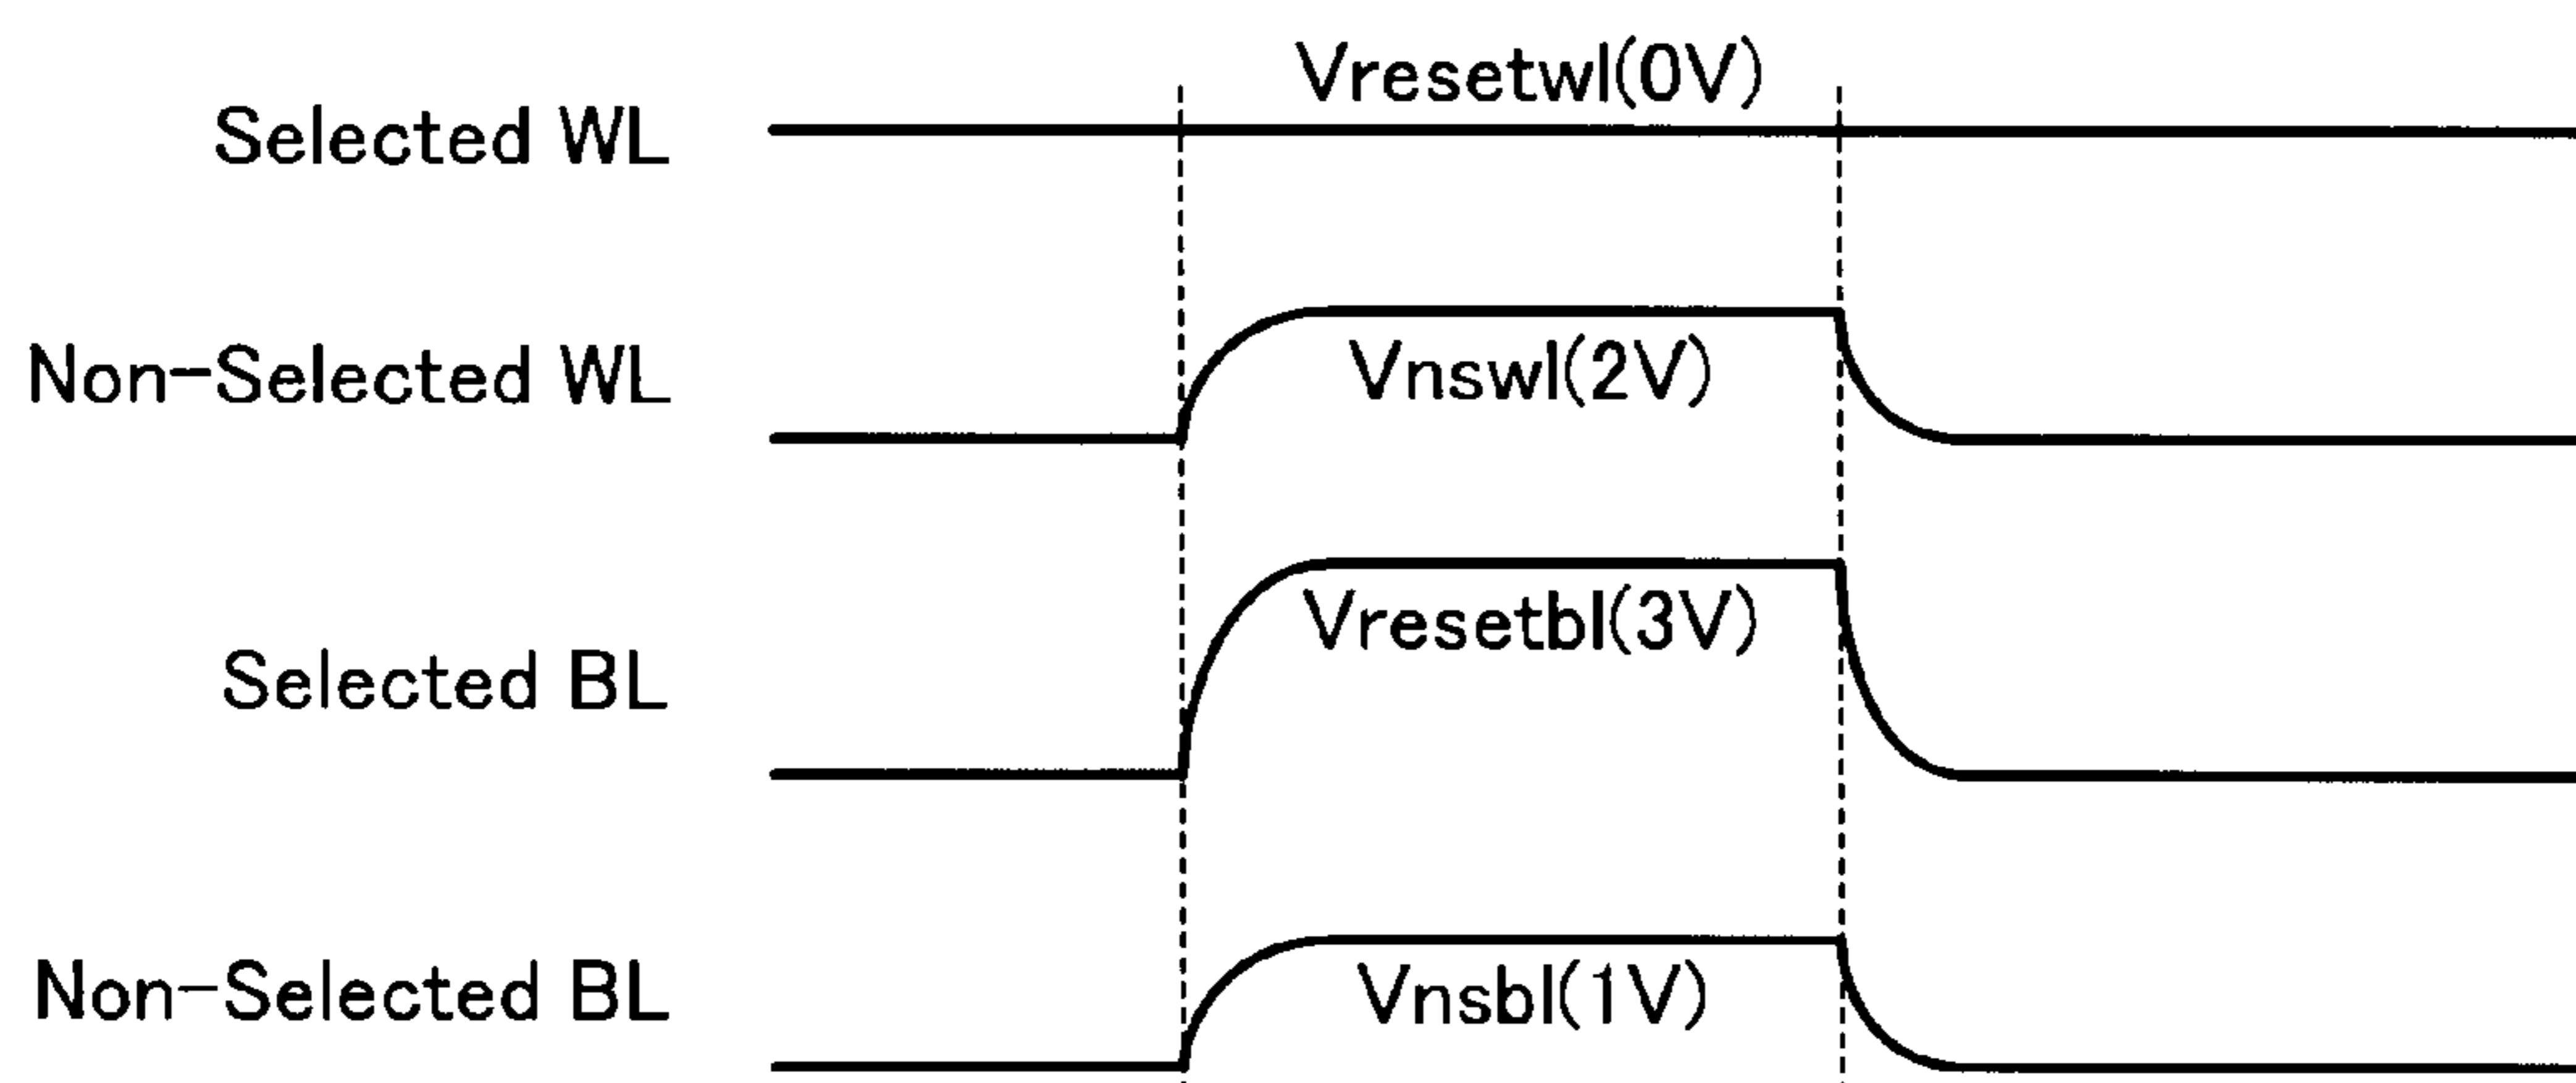 Vresetwl(0V)
Selected WL
Non-Selected WL
Vnswl(2V)
Vresetbl(3V)
Selected BL
Non-Selected BL
Vnsbl(1V)